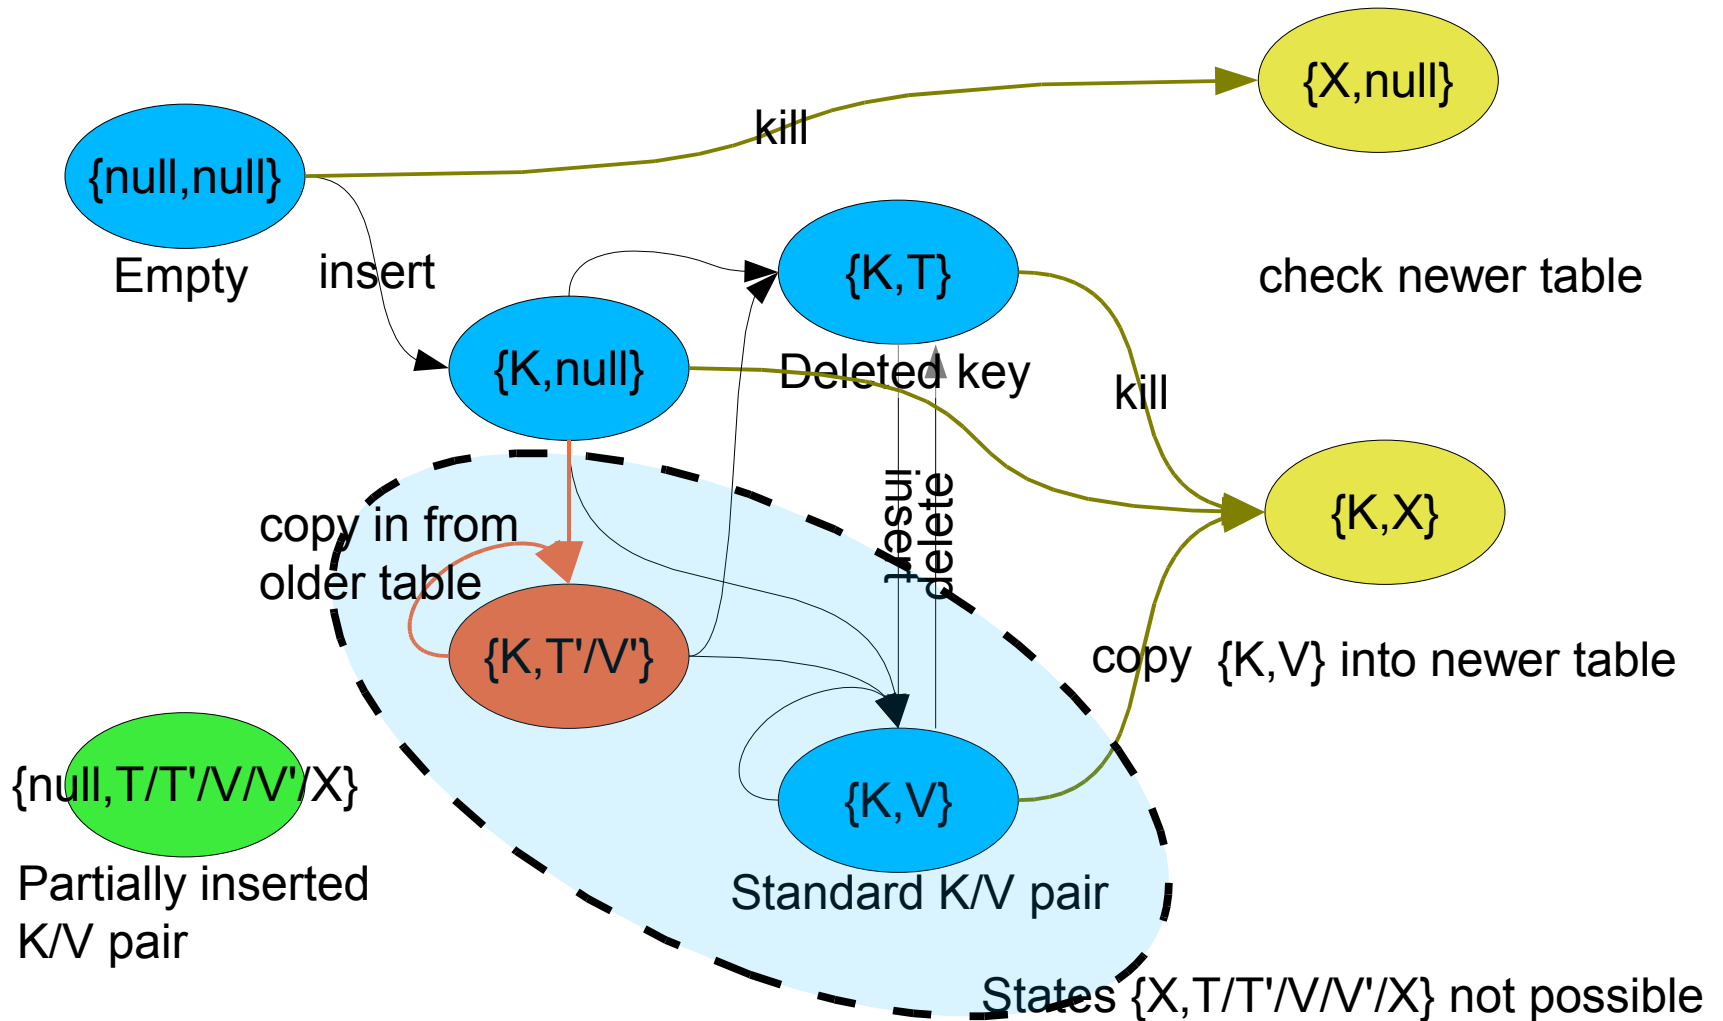 {X,null}
kill
{null,null}
Empty
insert
{K,T}
check newer table
{K,null}
Deleted key
kill
insert
delete
{K,X}
copy in from
older table
{K,T'/V'}
copy {K,V} into newer table
{null,T/T'/V/V'/X}
{K,V}
Partially inserted
K/V pair
Standard K/V pair
States {X,T/T'/V/V'/X} not possible